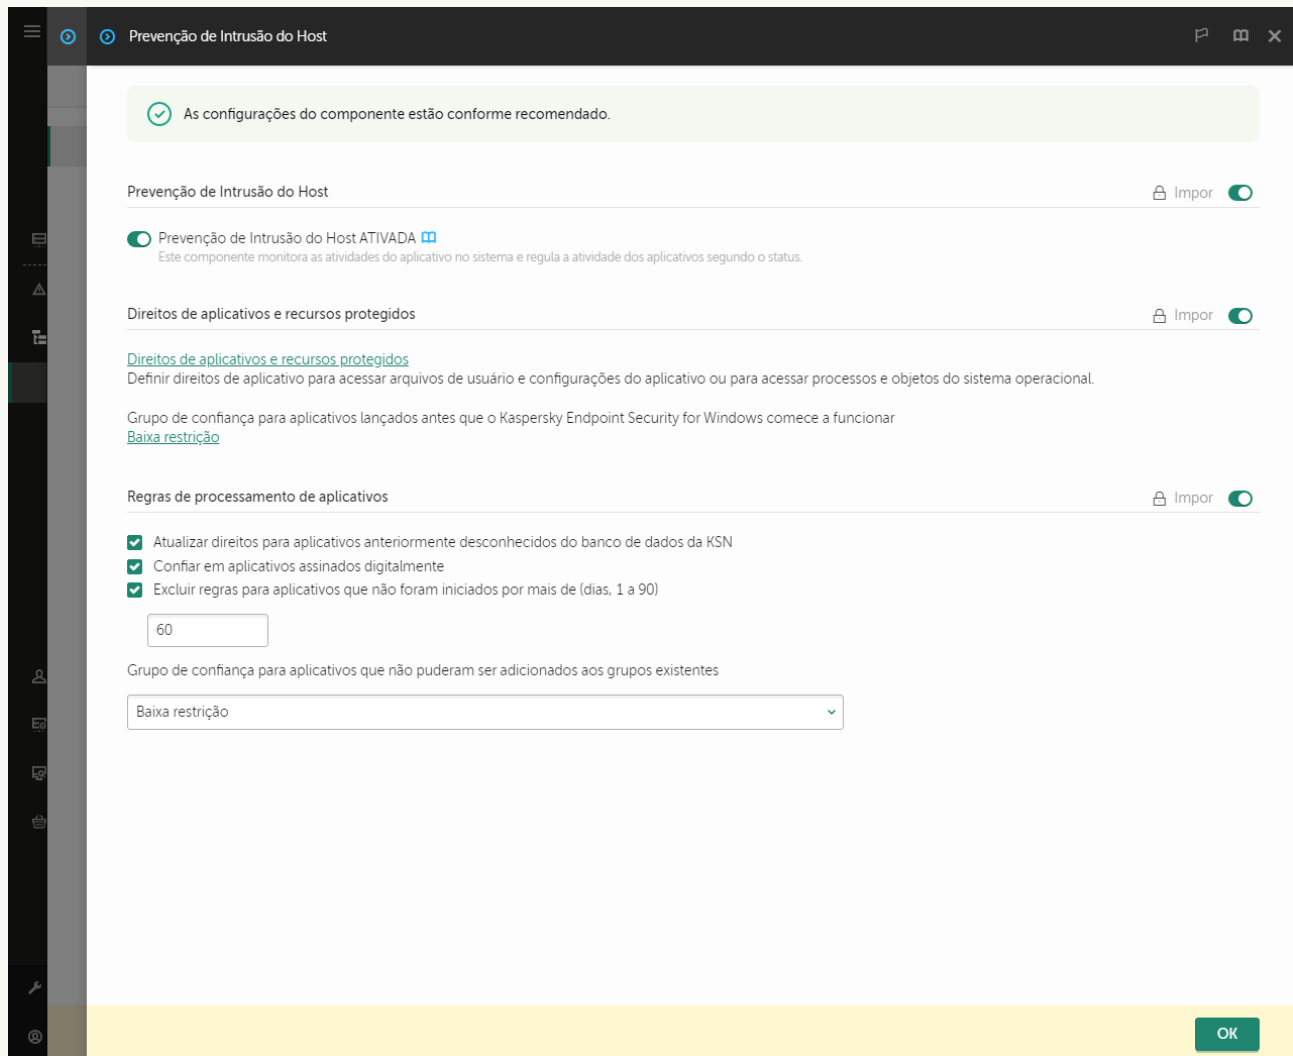 Prevenção de Intrusão do Host
As configurações do componente estão conforme recomendado.
Prevenção de Intrusão do Host
Impor
Prevenção de Intrusão do Host ATIVADA
Este componente monitora as atividades do aplicativo no sistema e regula a atividade dos aplicativos segundo o status.
Direitos de aplicativos e recursos protegidos
Impor
Direitos de aplicativos e recursos protegidos
Definir direitos de aplicativo para acessar arquivos de usuário e configurações do aplicativo ou para acessar processos e objetos do sistema operacional.
Grupo de confiança para aplicativos lançados antes que o Kaspersky Endpoint Security for Windows comece a funcionar
Baixa restrição
Regras de processamento de aplicativos
Impor
Atualizar direitos para aplicativos anteriormente desconhecidos do banco de dados da KSN
Confiar em aplicativos assinados digitalmente
Excluir regras para aplicativos que não foram iniciados por mais de (dias, 1 a 90)
60
Grupo de confiança para aplicativos que não puderam ser adicionados aos grupos existentes
Baixa restrição
OK